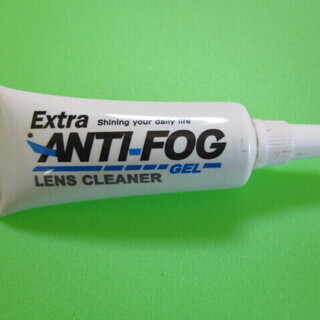 Extra
Shining your daily life
ANTI-FOG
GEL
LENS CLEANER